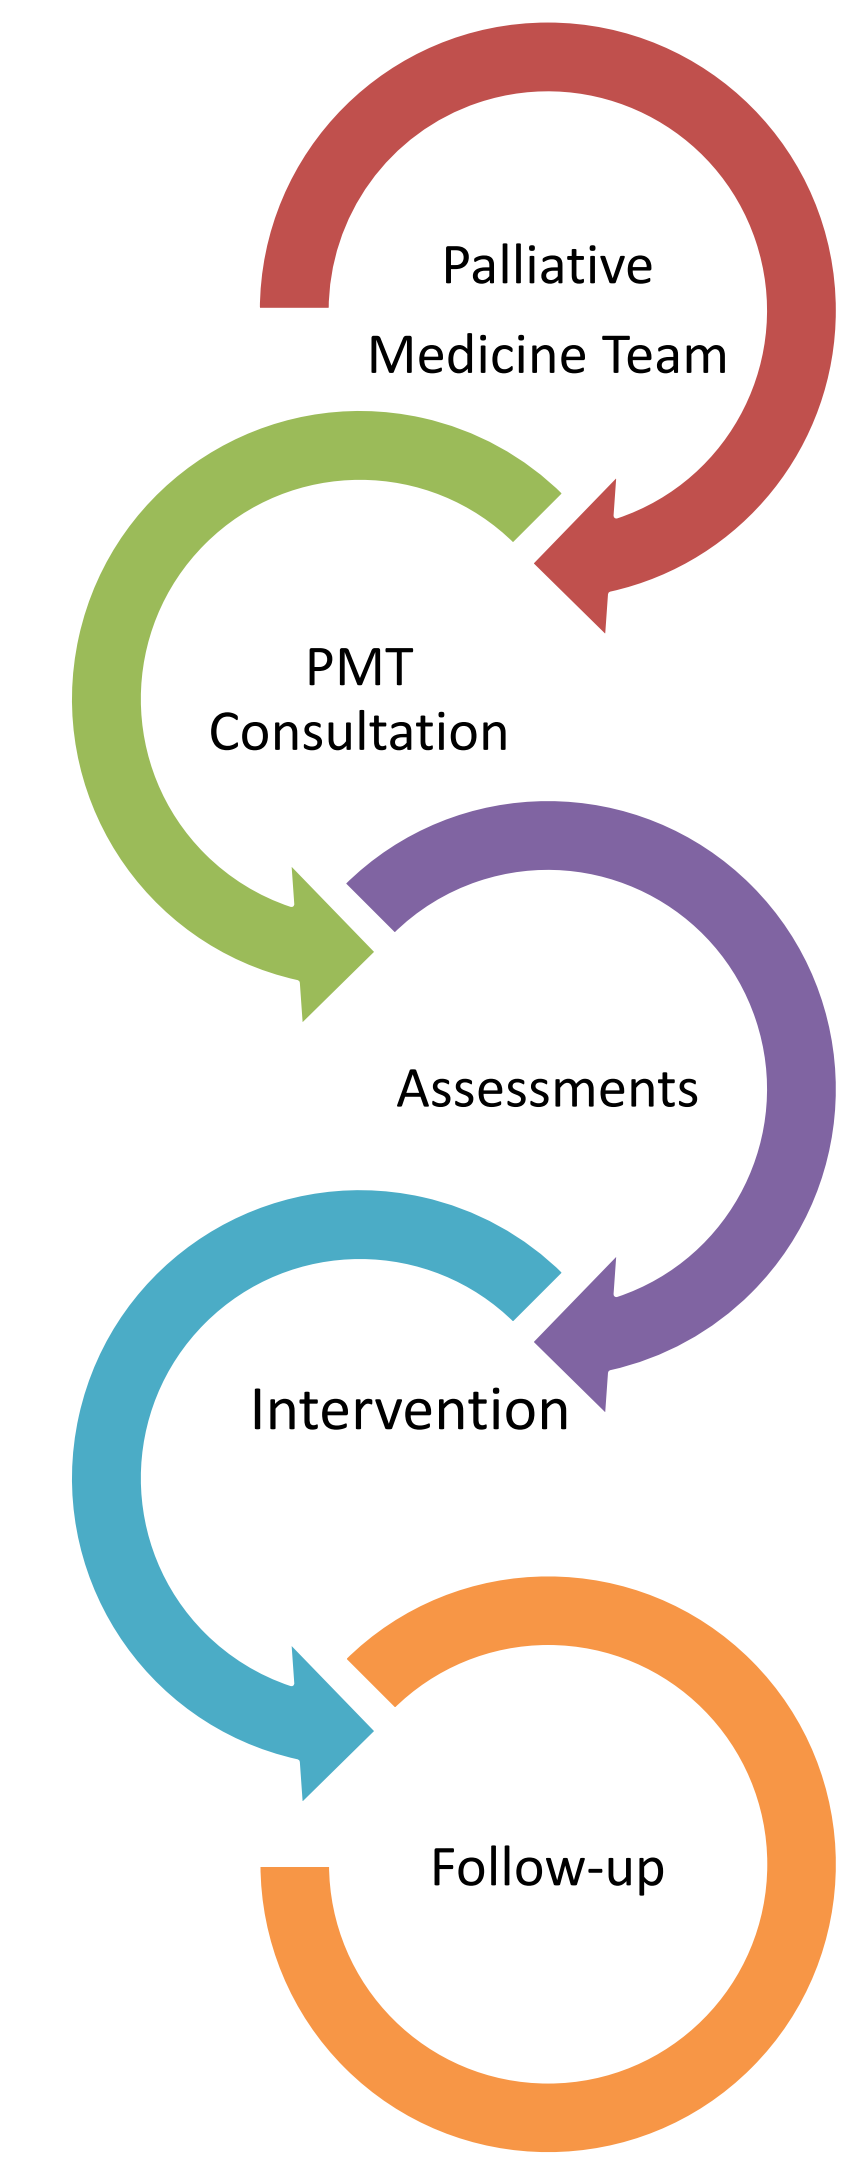 Palliative
Medicine Team
PMT
Consultation
Assessments
Intervention
Follow-up